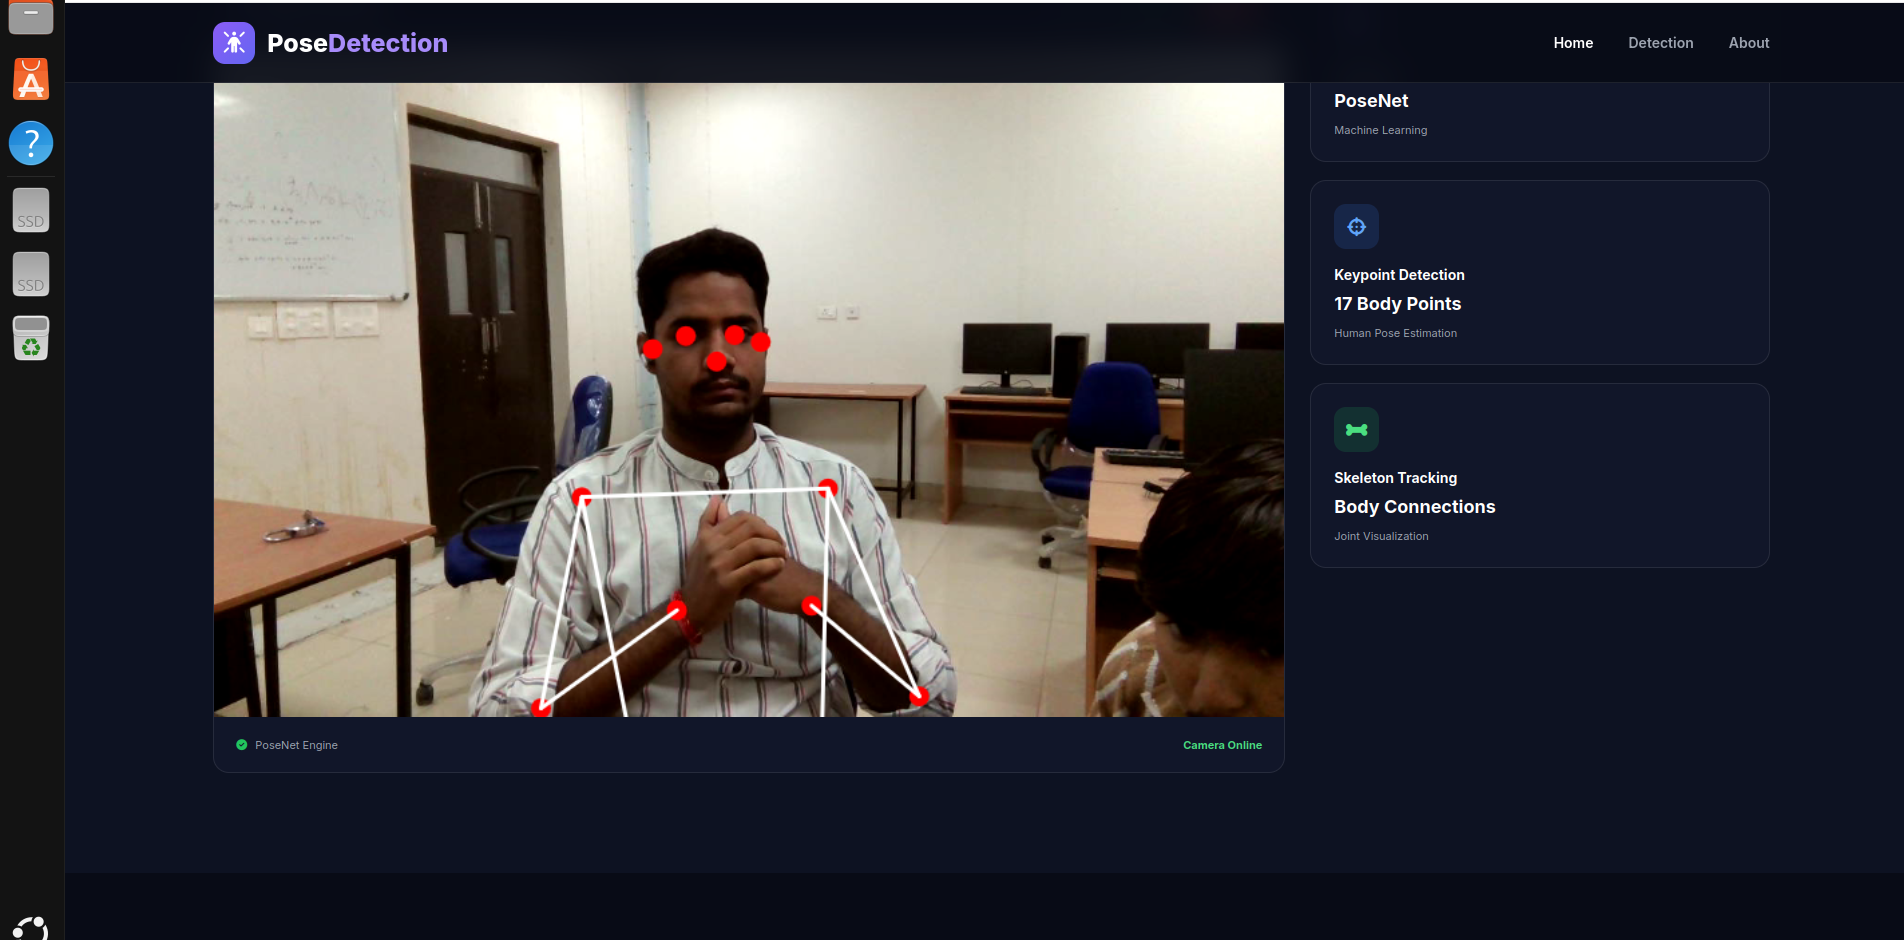 PoseDetection
Home
Detection
About
PoseNet
Machine Learning
Keypoint Detection
17 Body Points
Human Pose Estimation
Skeleton Tracking
Body Connections
Joint Visualization
PoseNet Engine
Camera Online
SSD
SSD